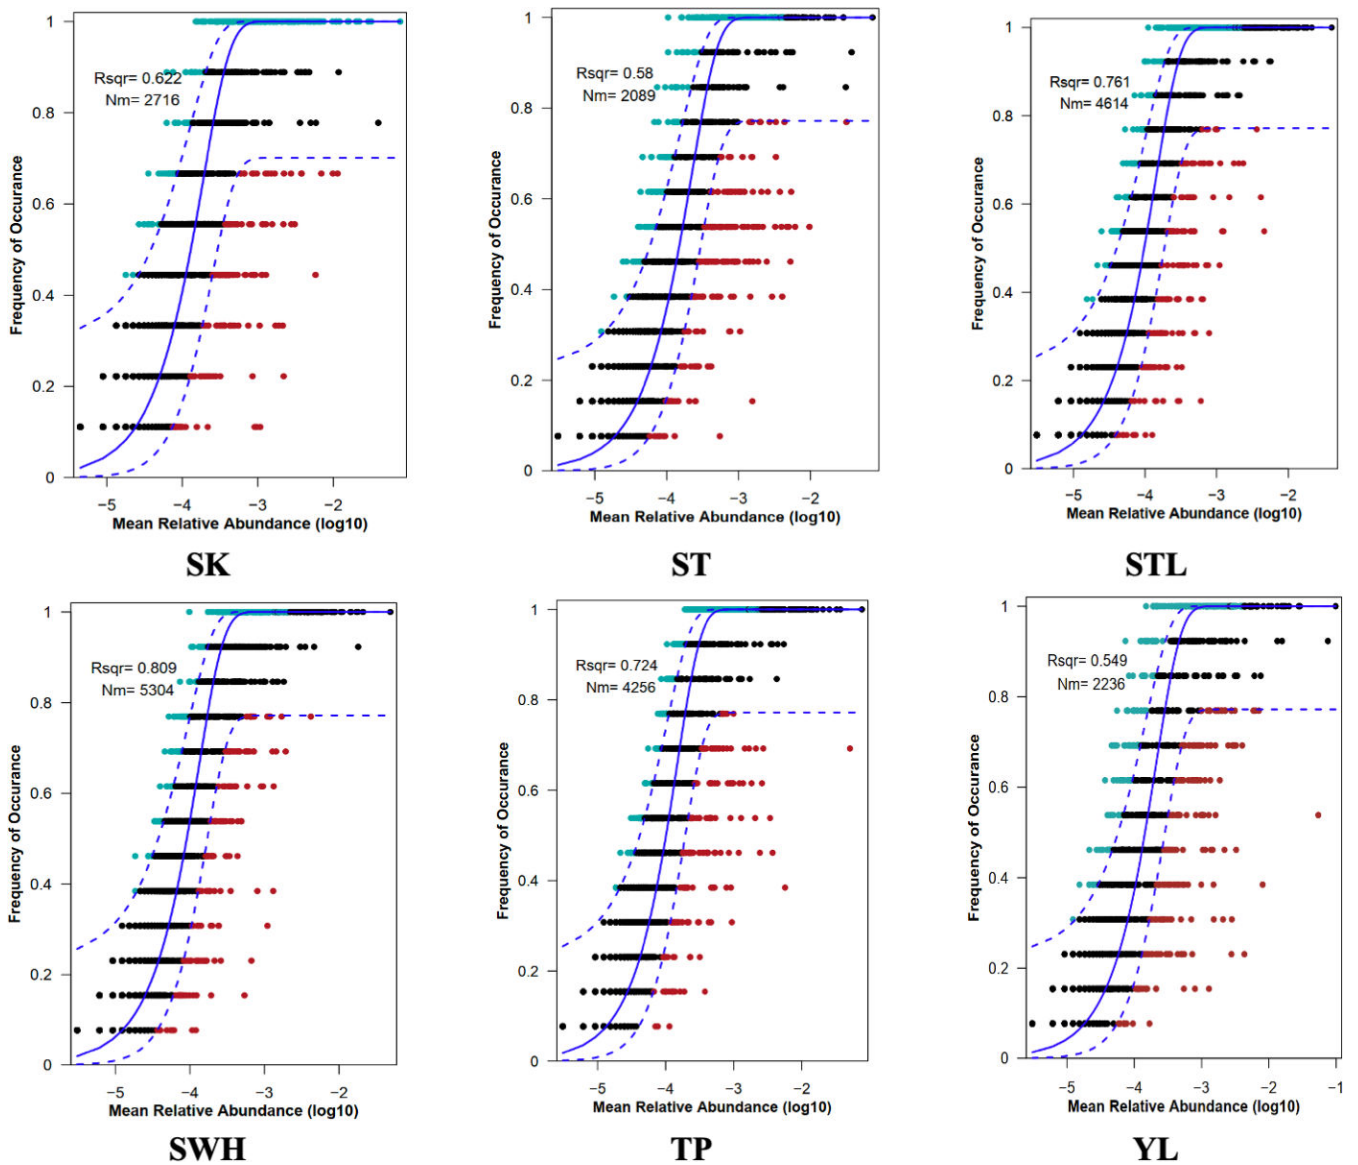 1
0.8
0.6
0.4
0.2
0
Frequency of Occurance
Rsqr= 0.622
Nm= 2716
−5 −4 −3 −2
Mean Relative Abundance (log10)
SK
1
0.8
0.6
0.4
0.2
0
Frequency of Occurance
Rsqr= 0.58
Nm= 2089
−5 −4 −3 −2
Mean Relative Abundance (log10)
ST
1
0.8
0.6
0.4
0.2
0
Frequency of Occurance
Rsqr= 0.761
Nm= 4614
−5 −4 −3 −2
Mean Relative Abundance (log10)
STL
1
0.8
0.6
0.4
0.2
0
Frequency of Occurance
Rsqr= 0.809
Nm= 5304
−5 −4 −3 −2
Mean Relative Abundance (log10)
SWH
1
0.8
0.6
0.4
0.2
0
Frequency of Occurance
Rsqr= 0.724
Nm= 4256
−5 −4 −3 −2
Mean Relative Abundance (log10)
TP
1
0.8
0.6
0.4
0.2
0
Frequency of Occurance
Rsqr= 0.549
Nm= 2236
−5 −4 −3 −2 −1
Mean Relative Abundance (log10)
YL